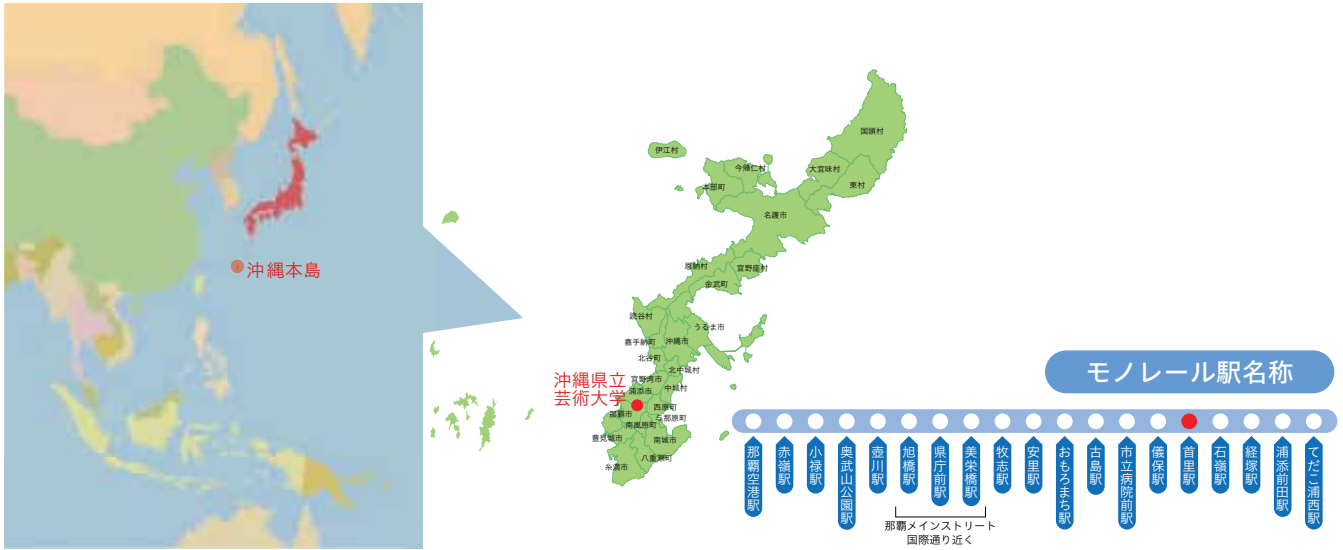 沖縄本島
国頭村
伊江村
今帰仁村
大宜味村
本部町
東村
名護市
恩納村
宜野座村
金武町
読谷村
うるま市
嘉手納町
沖縄市
北谷町
北中城村
宜野湾市
中城村
浦添市
沖縄県立
芸術大学
西原町
那覇市
与那原町
南風原町
豊見城市
南城市
八重瀬町
糸満市
モノレール駅名称
那覇空港駅
赤嶺駅
小禄駅
奥武山公園駅
壺川駅
旭橋駅
県庁前駅
美栄橋駅
牧志駅
安里駅
おもろまち駅
古島駅
市立病院前駅
儀保駅
首里駅
石嶺駅
経塚駅
浦添前田駅
てだこ浦西駅
那覇メインストリート
国際通り近く